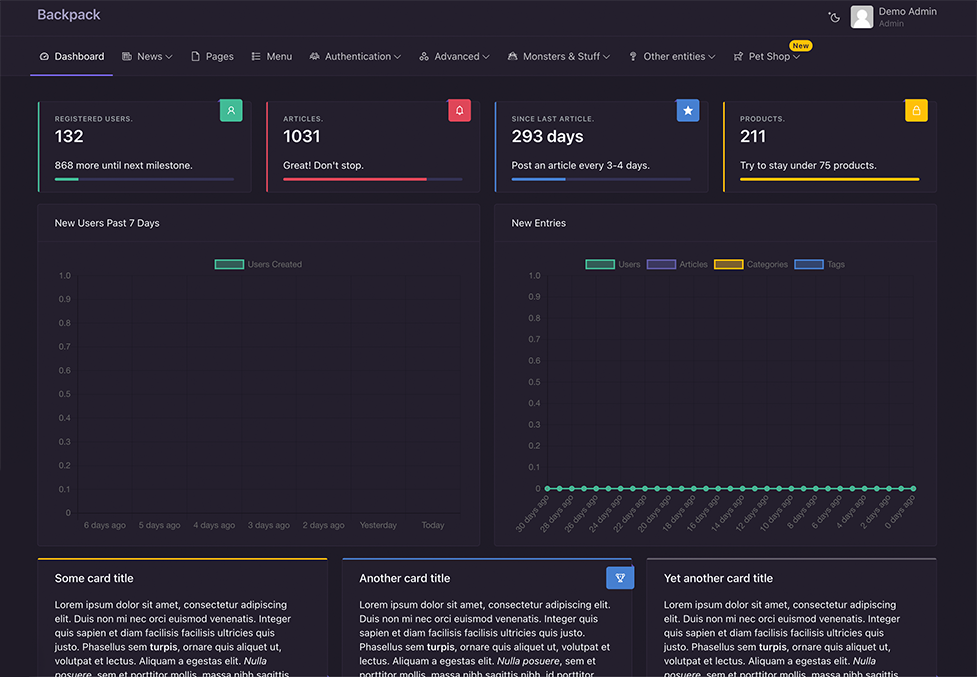 Backpack
Demo Admin
Admin
Dashboard News Pages Menu Authentication Advanced Monsters & Stuff Other entities Pet Shop New
REGISTERED USERS.
132
868 more until next milestone.
ARTICLES.
1031
Great! Don't stop.
SINCE LAST ARTICLE.
293 days
Post an article every 3-4 days.
PRODUCTS.
211
Try to stay under 75 products.
New Users Past 7 Days
Users Created
1.0
0.9
0.8
0.7
0.6
0.5
0.4
0.3
0.2
0.1
0
6 days ago 5 days ago 4 days ago 3 days ago 2 days ago Yesterday Today
New Entries
Users Articles Categories Tags
1.0
0.9
0.8
0.7
0.6
0.5
0.4
0.3
0.2
0.1
0
30 days ago 28 days ago 26 days ago 24 days ago 22 days ago 20 days ago 18 days ago 16 days ago 14 days ago 12 days ago 10 days ago 8 days ago 6 days ago 4 days ago 2 days ago 0 days ago
Some card title
Lorem ipsum dolor sit amet, consectetur adipiscing
elit. Duis non mi nec orci euismod venenatis. Integer
quis sapien et diam facilisis facilisis ultricies quis
justo. Phasellus sem turpis, ornare quis aliquet ut,
volutpat et lectus. Aliquam a egestas elit. Nulla
posuere, sem et porttitor mollis, massa nibh sagittis
Another card title
Lorem ipsum dolor sit amet, consectetur adipiscing elit.
Duis non mi nec orci euismod venenatis. Integer quis
sapien et diam facilisis facilisis ultricies quis justo.
Phasellus sem turpis, ornare quis aliquet ut, volutpat et
lectus. Aliquam a egestas elit. Nulla posuere, sem et
porttitor mollis, massa nibh sagittis nibh, id porttitor
Yet another card title
Lorem ipsum dolor sit amet, consectetur adipiscing
elit. Duis non mi nec orci euismod venenatis. Integer
quis sapien et diam facilisis facilisis ultricies quis
justo. Phasellus sem turpis, ornare quis aliquet ut,
volutpat et lectus. Aliquam a egestas elit. Nulla
posuere, sem et porttitor mollis, massa nibh sagittis